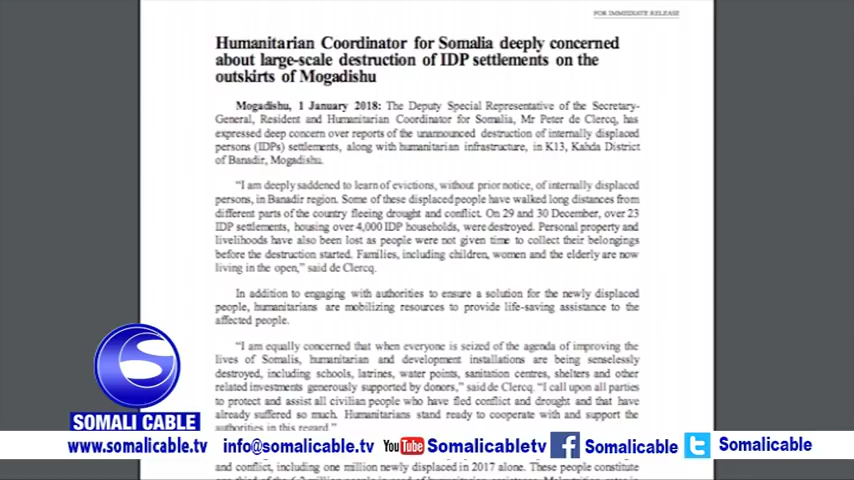 FOR IMMEDIATE RELEASE
Humanitarian Coordinator for Somalia deeply concerned
about large-scale destruction of IDP settlements on the
outskirts of Mogadishu
Mogadishu, 1 January 2018: The Deputy Special Representative of the Secretary-
General, Resident and Humanitarian Coordinator for Somalia, Mr Peter de Clercq, has
expressed deep concern over reports of the unannounced destruction of internally displaced
persons (IDPs) settlements, along with humanitarian infrastructure, in K13, Kahda District
of Banadir, Mogadishu.
“I am deeply saddened to learn of evictions, without prior notice, of internally displaced
persons, in Banadir region. Some of these displaced people have walked long distances from
different parts of the country fleeing drought and conflict. On 29 and 30 December, over 23
IDP settlements, housing over 4,000 IDP households, were destroyed. Personal property and
livelihoods have also been lost as people were not given time to collect their belongings
before the destruction started. Families, including children, women and the elderly are now
living in the open,” said de Clercq.
In addition to engaging with authorities to ensure a solution for the newly displaced
people, humanitarians are mobilizing resources to provide life-saving assistance to the
affected people.
“I am equally concerned that when everyone is seized of the agenda of improving the
lives of Somalis, humanitarian and development installations are being senselessly
destroyed, including schools, latrines, water points, sanitation centres, shelters and other
related investments generously supported by donors,” said de Clercq. “I call upon all parties
to protect and assist all civilian people who have fled conflict and drought and that have
already suffered so much. Humanitarians stand ready to cooperate with and support the
authorities in this regard.”
SOMALI CABLE
www.somalicable.tv info@somalicable.tv YouTube Somalicabletv f Somalicable Somalicable
and conflict, including one million newly displaced in 2017 alone. These people constitute